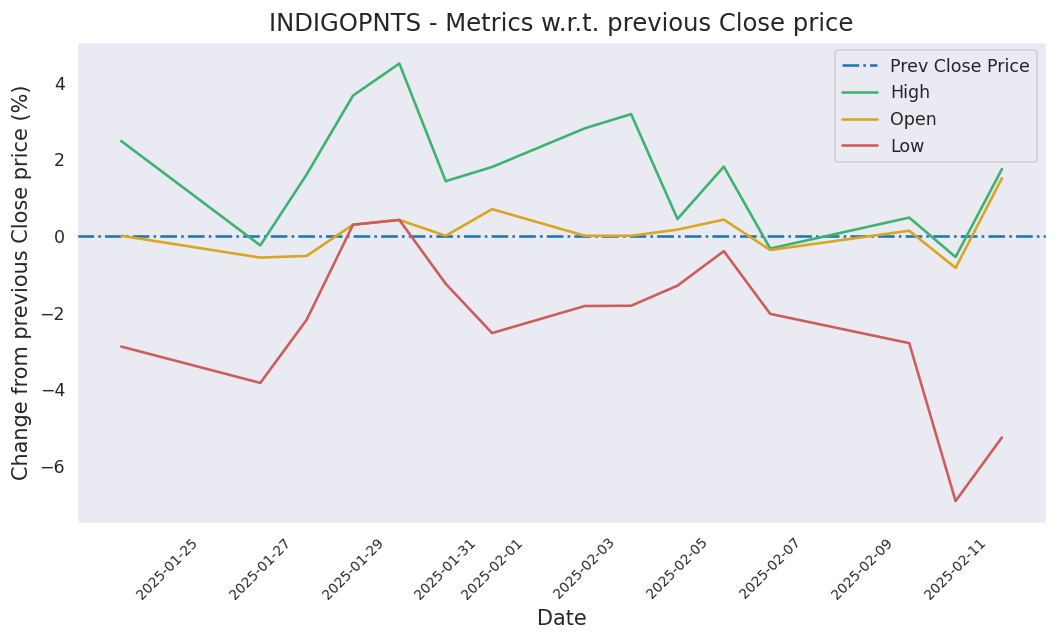 INDIGOPNTS - Metrics w.r.t. previous Close price
Change from previous Close price (%)
4
2
0
−2
−4
−6
Prev Close Price
High
Open
Low
2025-01-25
2025-01-27
2025-01-29
2025-01-31
2025-02-01
2025-02-03
2025-02-05
2025-02-07
2025-02-09
2025-02-11
Date